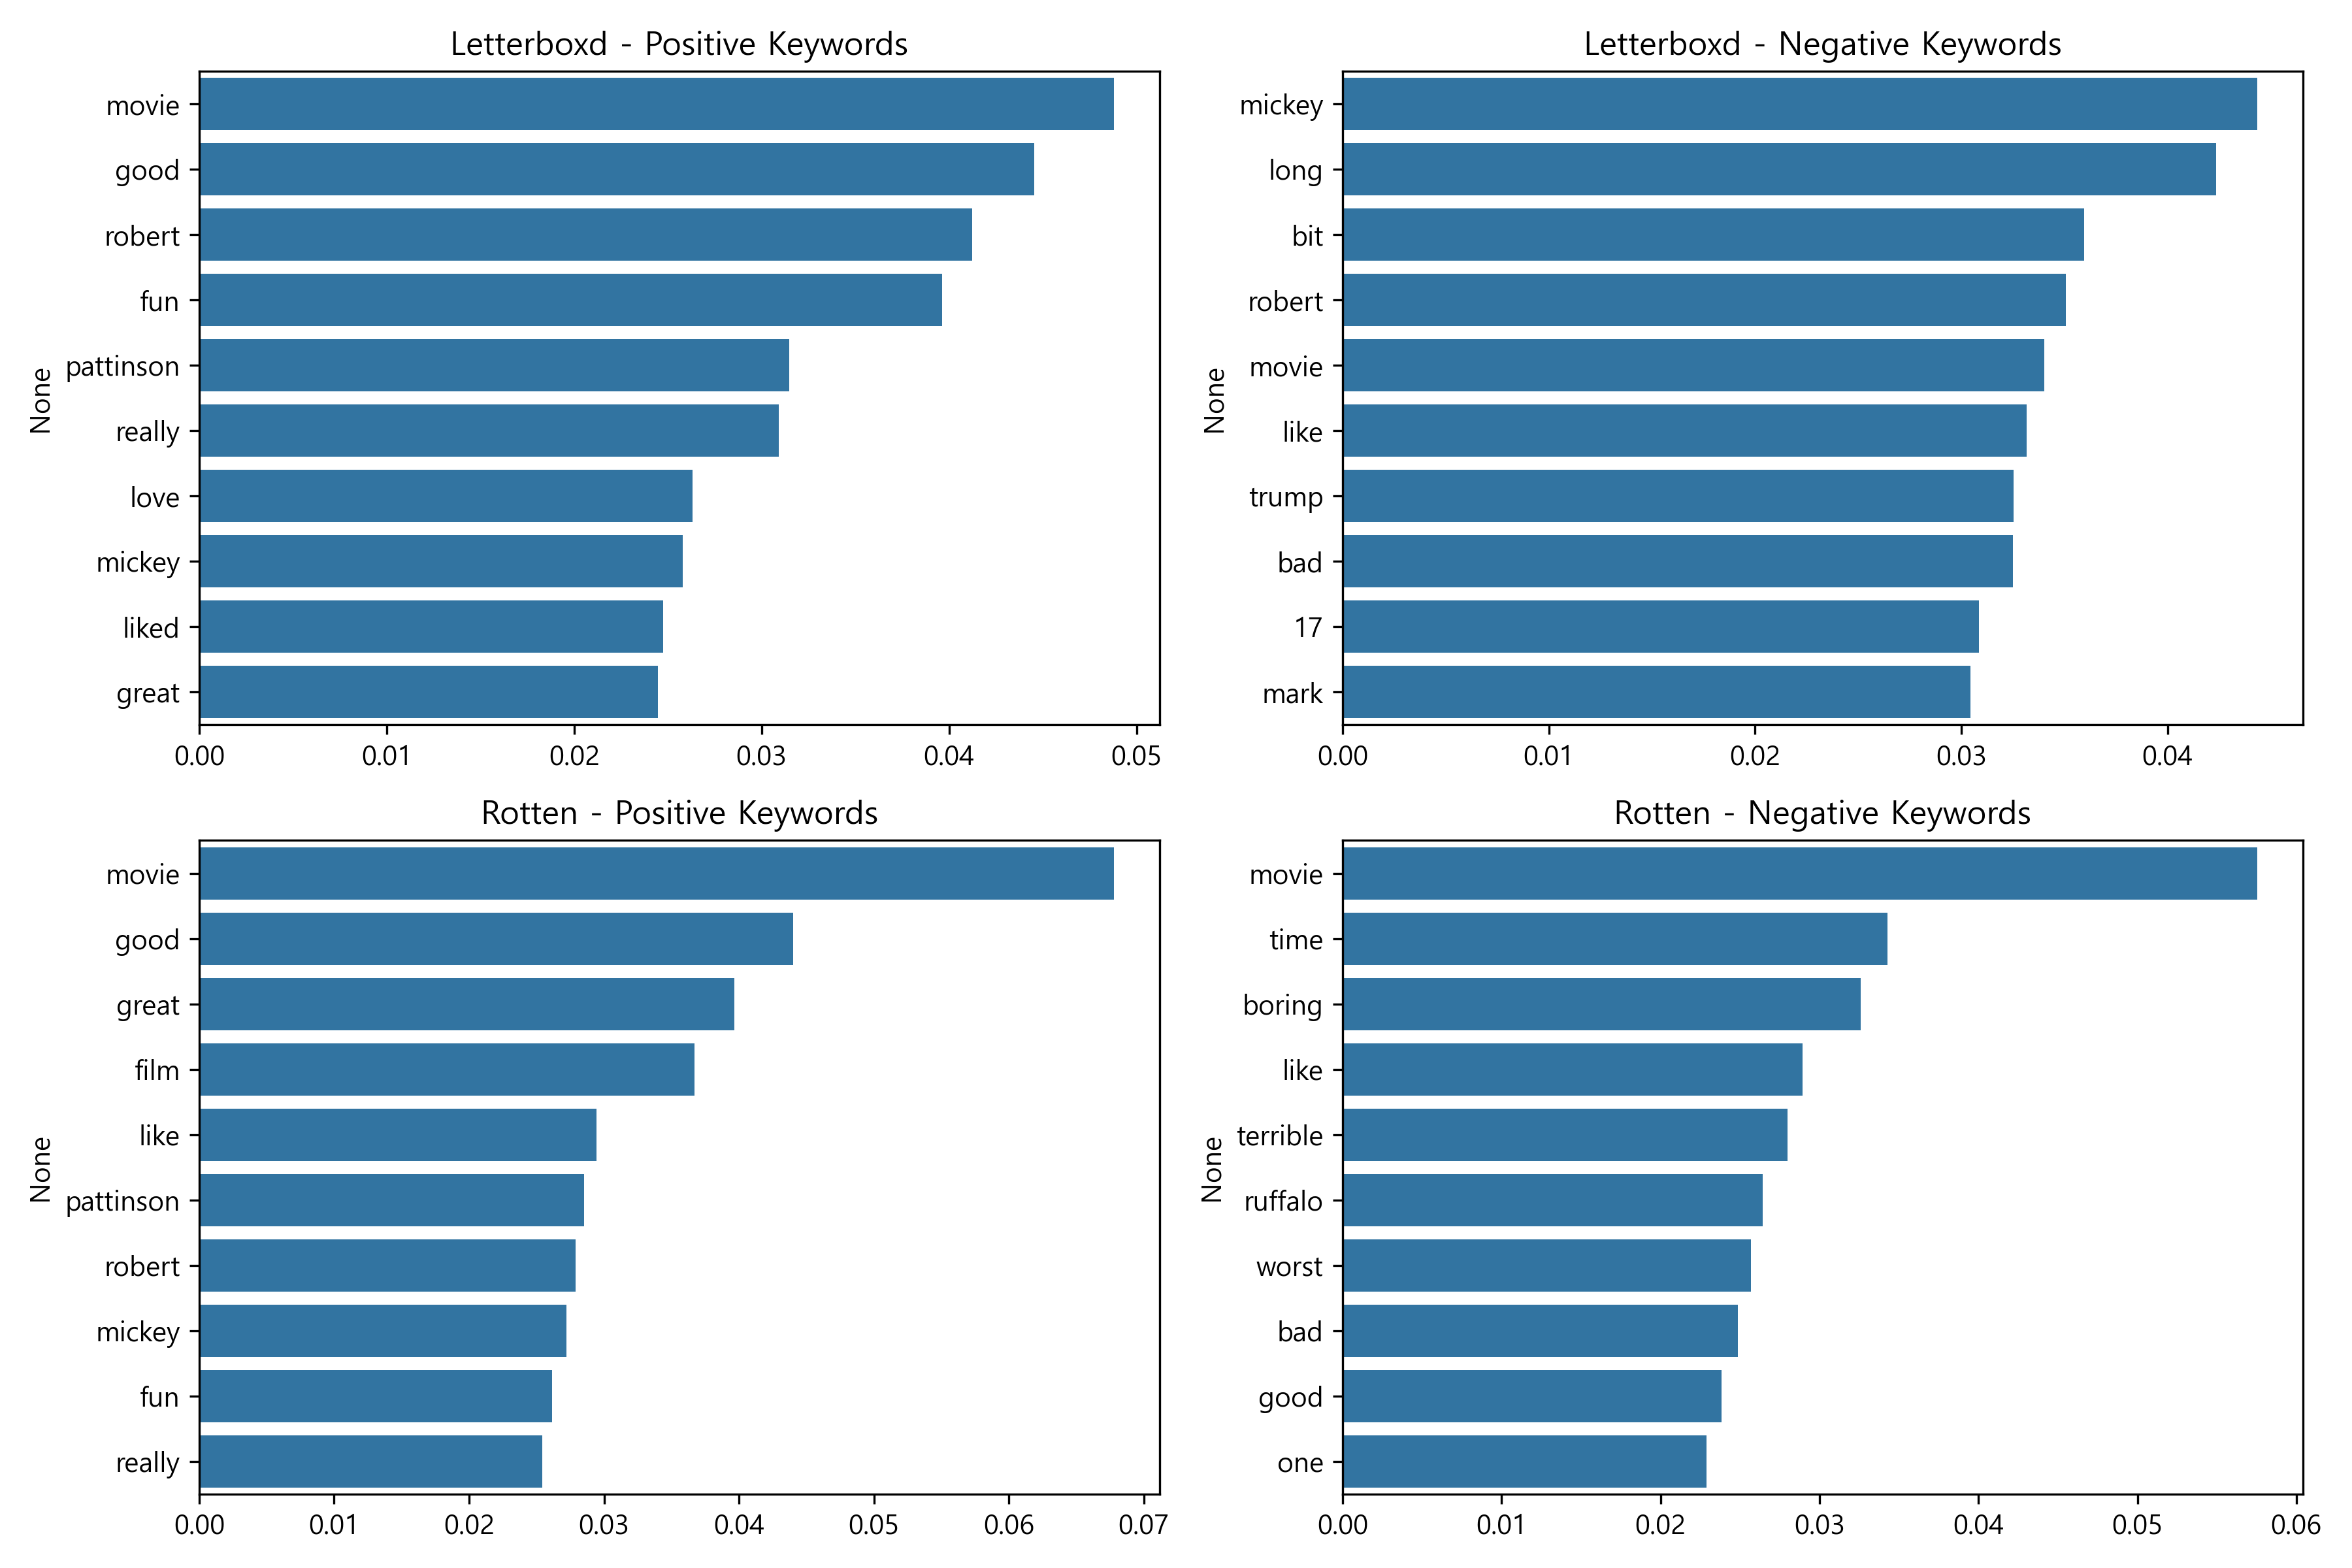 Letterboxd - Positive Keywords
movie
good
robert
fun
pattinson
really
love
mickey
liked
great
None
0.00 0.01 0.02 0.03 0.04 0.05
Letterboxd - Negative Keywords
mickey
long
bit
robert
movie
like
trump
bad
17
mark
None
0.00 0.01 0.02 0.03 0.04
Rotten - Positive Keywords
movie
good
great
film
like
pattinson
robert
mickey
fun
really
None
0.00 0.01 0.02 0.03 0.04 0.05 0.06 0.07
Rotten - Negative Keywords
movie
time
boring
like
terrible
ruffalo
worst
bad
good
one
None
0.00 0.01 0.02 0.03 0.04 0.05 0.06